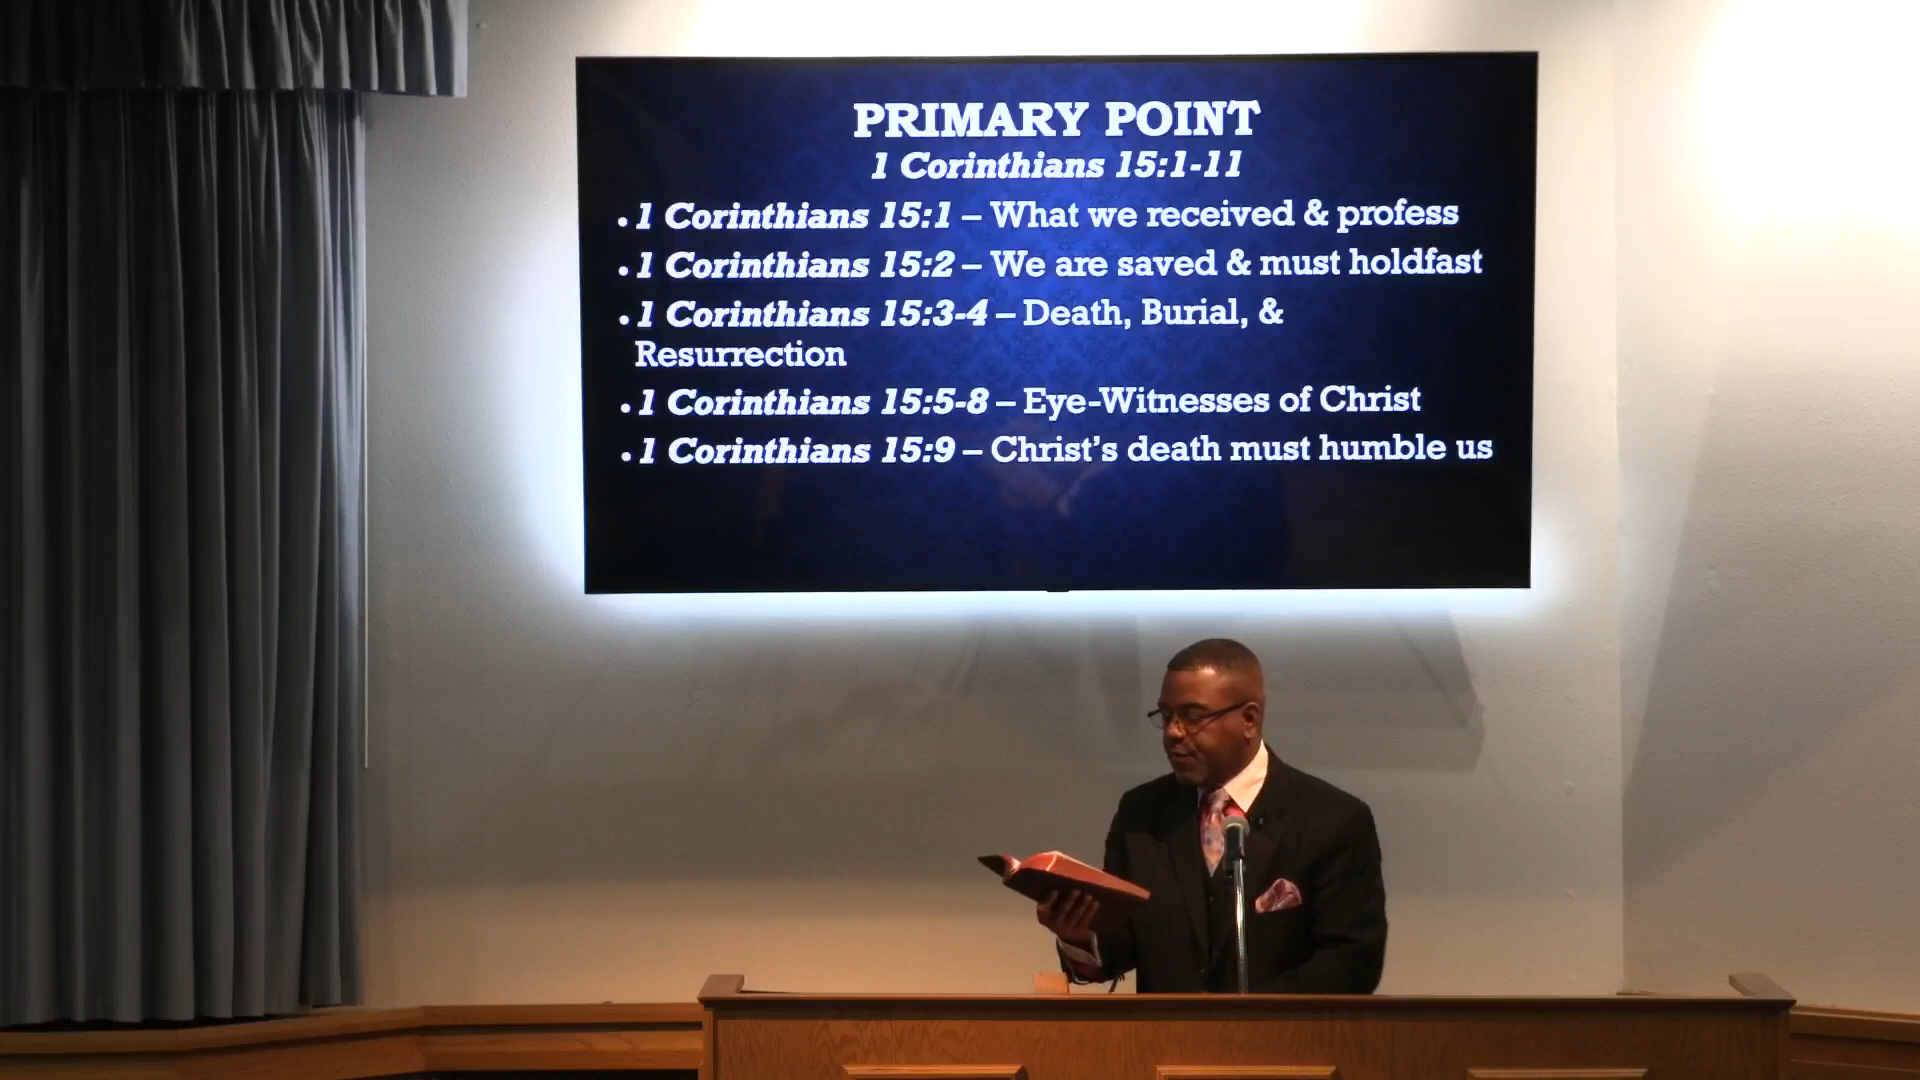 PRIMARY POINT
1 Corinthians 15:1-11
• 1 Corinthians 15:1 – What we received & profess
• 1 Corinthians 15:2 – We are saved & must holdfast
• 1 Corinthians 15:3-4 – Death, Burial, &
Resurrection
• 1 Corinthians 15:5-8 – Eye-Witnesses of Christ
• 1 Corinthians 15:9 – Christ's death must humble us